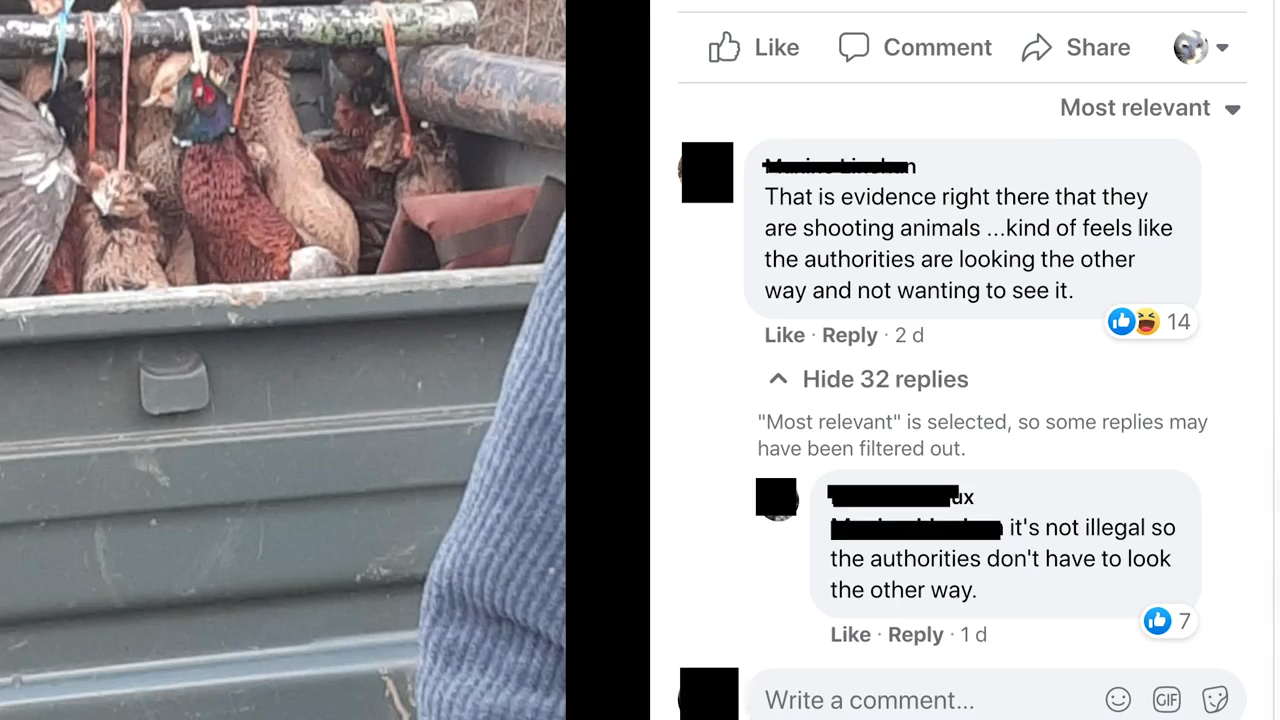 Like Comment Share
Most relevant
That is evidence right there that they
are shooting animals ...kind of feels like
the authorities are looking the other
way and not wanting to see it.
14
Like · Reply · 2 d
Hide 32 replies
"Most relevant" is selected, so some replies may
have been filtered out.
ux
it's not illegal so
the authorities don't have to look
the other way.
7
Like · Reply · 1 d
Write a comment...
GIF